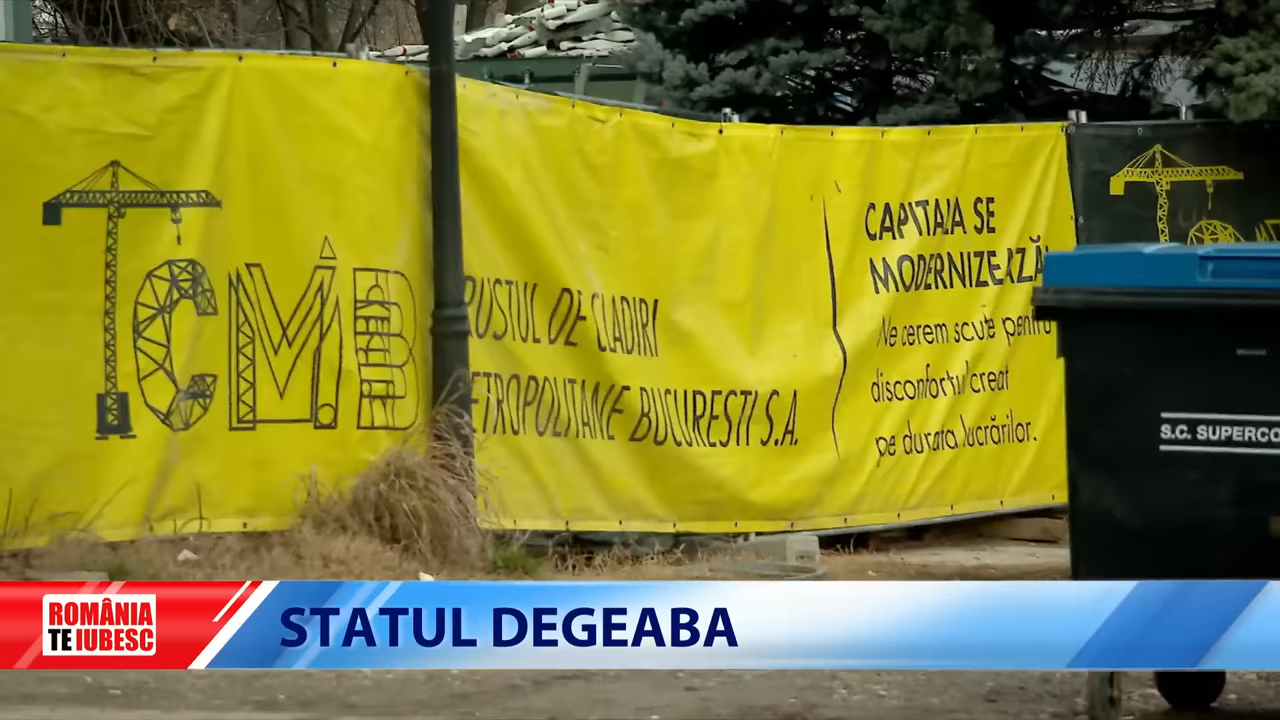 TCMB
RUSTUL DE CLADIRI
ETROPOLITANE BUCURESTI S.A.
CAPITALA SE
MODERNIZEAZĂ
Ne cerem scuze pentru
disconfortul creat
pe durata lucrărilor.
S.C. SUPERCO
ROMÂNIA
TE IUBESC
STATUL DEGEABA